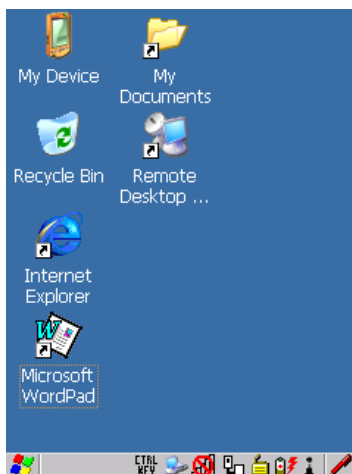 My Device
My
Documents
Recycle Bin
Remote
Desktop ...
Internet
Explorer
Microsoft
WordPad
CTRL
KEY